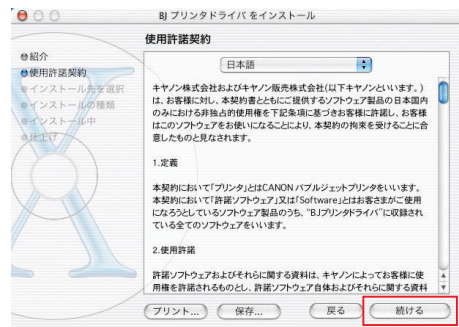 BJ プリンタドライバ をインストール
使用許諾契約
紹介
使用許諾契約
インストール先を選択
インストールの種類
インストール中
仕上げ
日本語
キヤノン株式会社およびキヤノン販売株式会社(以下キヤノンといいます。)
は、お客様に対し、本契約書とともにご提供するソフトウェア製品の日本国内
のみにおける非独占的使用権を下記条項に基づきお客様に許諾し、お客様
はこのソフトウェアをお使いになることにより、本契約の拘束を受けることに合
意したものと見なされます。
1.定義
本契約において「プリンタ」とはCANON バブルジェットプリンタをいいます。
本契約において「許諾ソフトウェア」又は「Software」とはお客さまがご使用
になろうとしているソフトウェア製品のうち、"BJプリンタドライバ"に収録され
ている全てのソフトウェアをいいます。
2.使用許諾
許諾ソフトウェアおよびそれらに関する資料は、キヤノンによってお客様に使
用権を許諾されるものとし、許諾ソフトウェア自体およびそれらに関する資料
プリント...
保存...
戻る
続ける